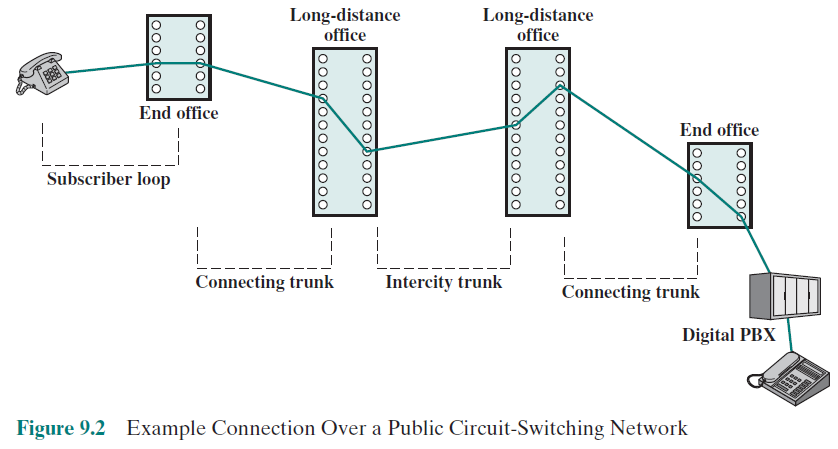 Long-distance
office
Long-distance
office
End office
End office
Subscriber loop
Connecting trunk
Intercity trunk
Connecting trunk
Digital PBX
Figure 9.2 Example Connection Over a Public Circuit-Switching Network